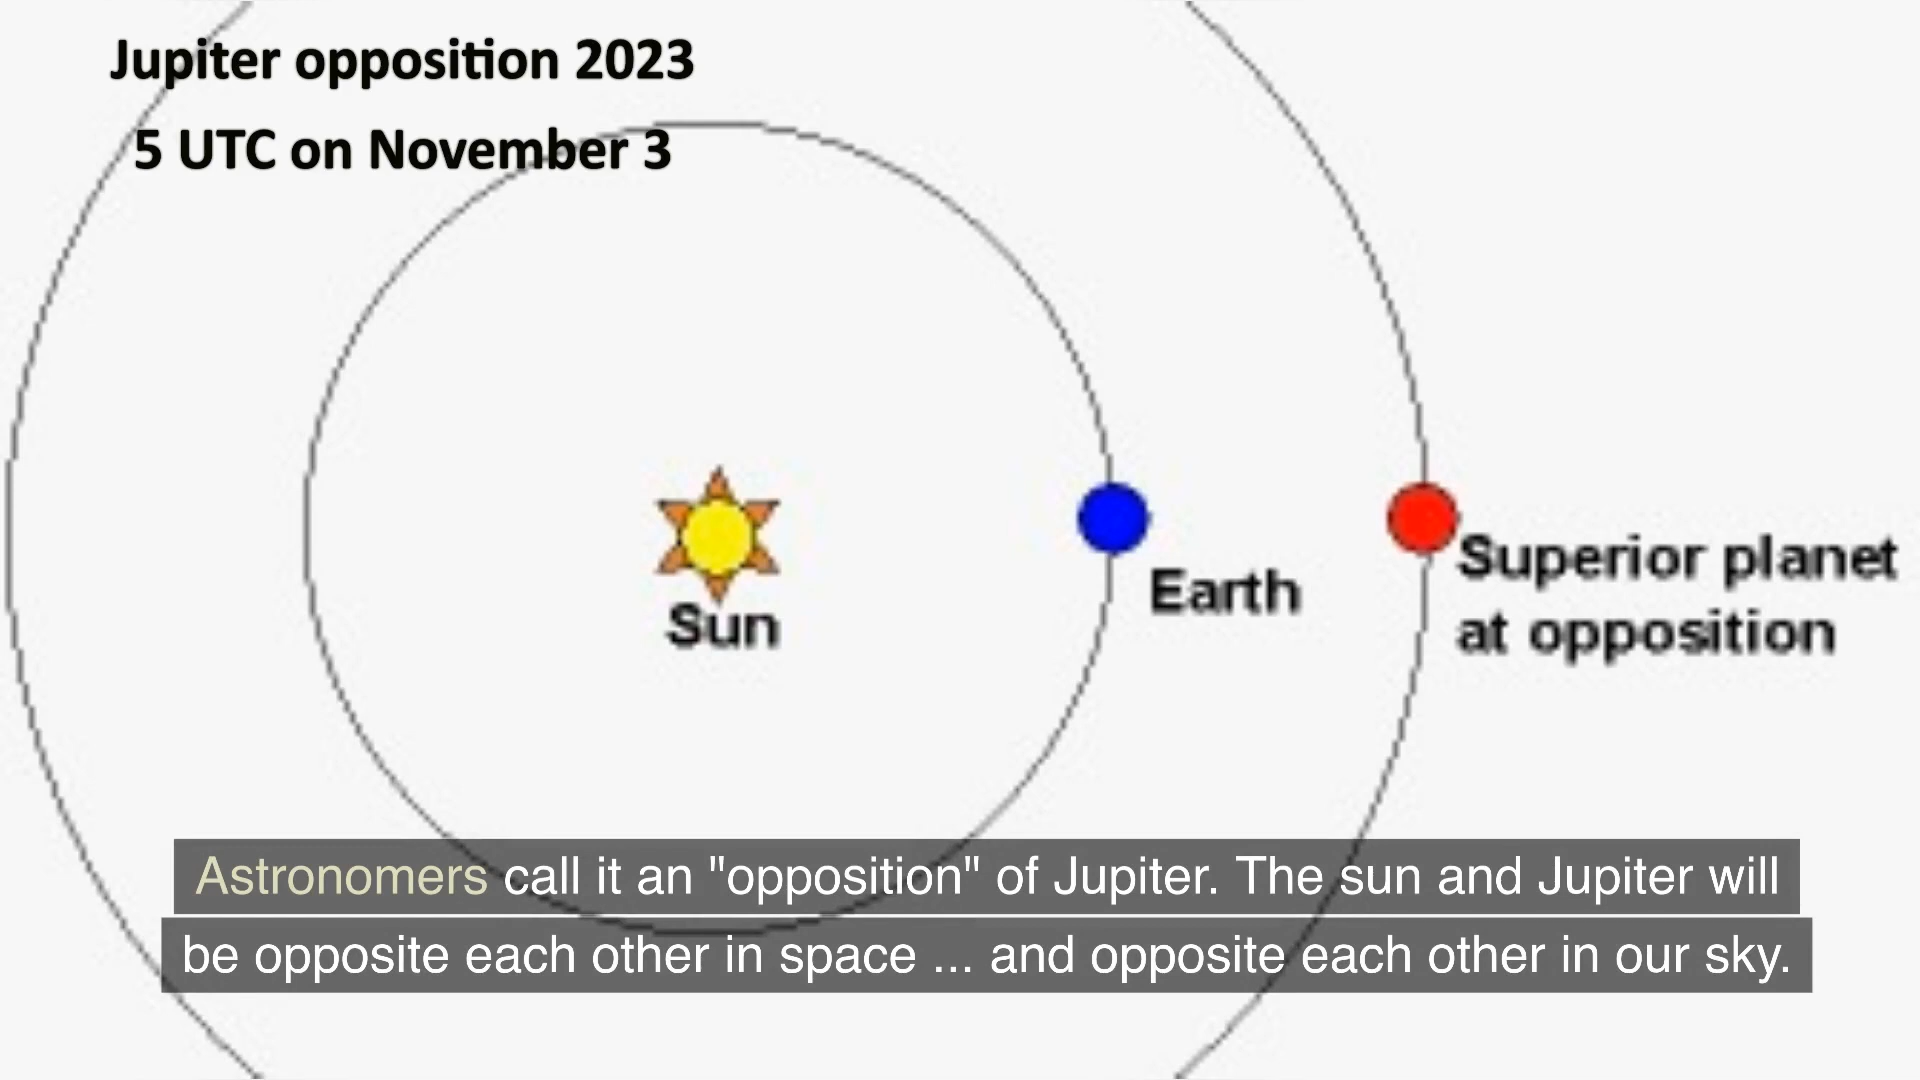 Jupiter opposition 2023
5 UTC on November 3
Sun
Earth
Superior planet
at opposition
Astronomers call it an "opposition" of Jupiter. The sun and Jupiter will
be opposite each other in space ... and opposite each other in our sky.